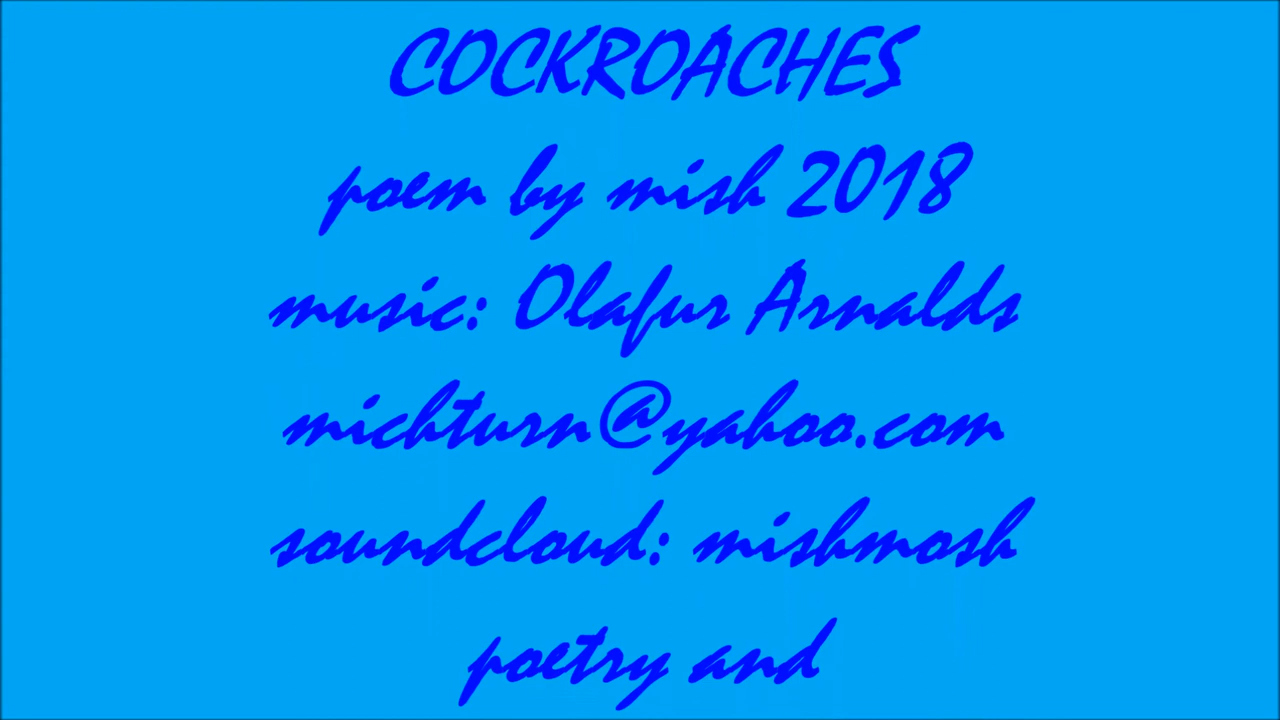 COCKROACHES
poem by mish 2018
music: Olafur Arnalds
michturn@yahoo.com
soundcloud: mishmosh
poetry and